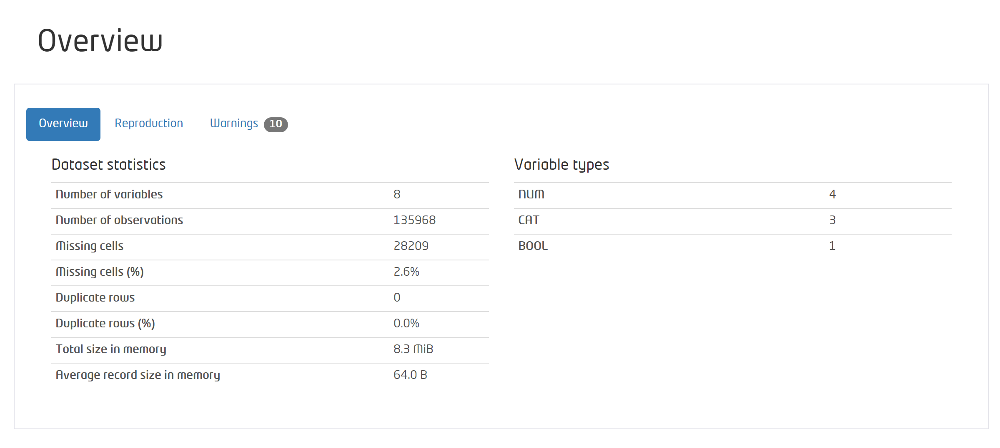 Overview
Overview Reproduction Warnings 10
Dataset statistics
Number of variables 8
Number of observations 135968
Missing cells 28209
Missing cells (%) 2.6%
Duplicate rows 0
Duplicate rows (%) 0.0%
Total size in memory 8.3 MiB
Average record size in memory 64.0 B
Variable types
NUM 4
CAT 3
BOOL 1